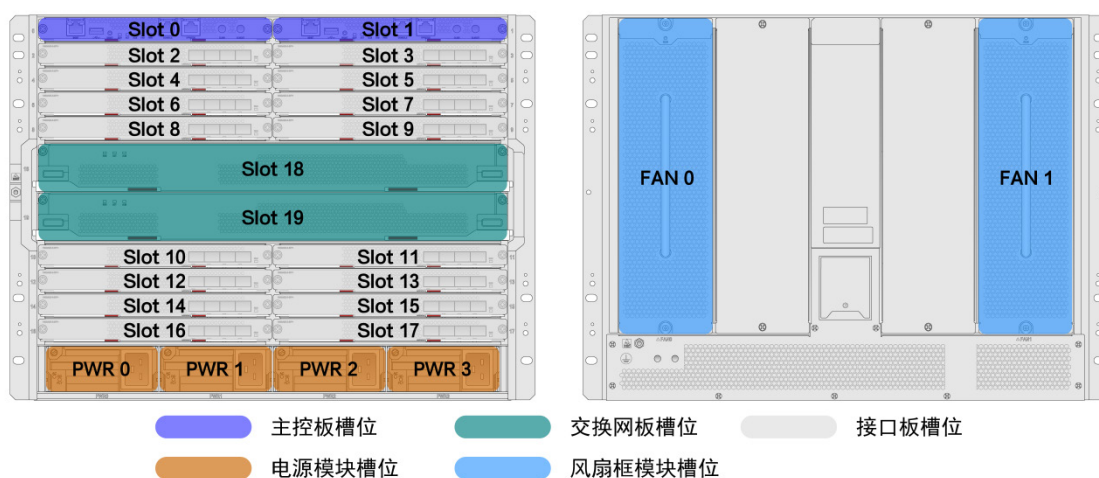 Slot 0 Slot 1
Slot 2 Slot 3
Slot 4 Slot 5
Slot 6 Slot 7
Slot 8 Slot 9
Slot 18
Slot 19
Slot 10 Slot 11
Slot 12 Slot 13
Slot 14 Slot 15
Slot 16 Slot 17
PWR 0 PWR 1 PWR 2 PWR 3
FAN 0 FAN 1
主控板槽位 交换网板槽位 接口板槽位
电源模块槽位 风扇框模块槽位